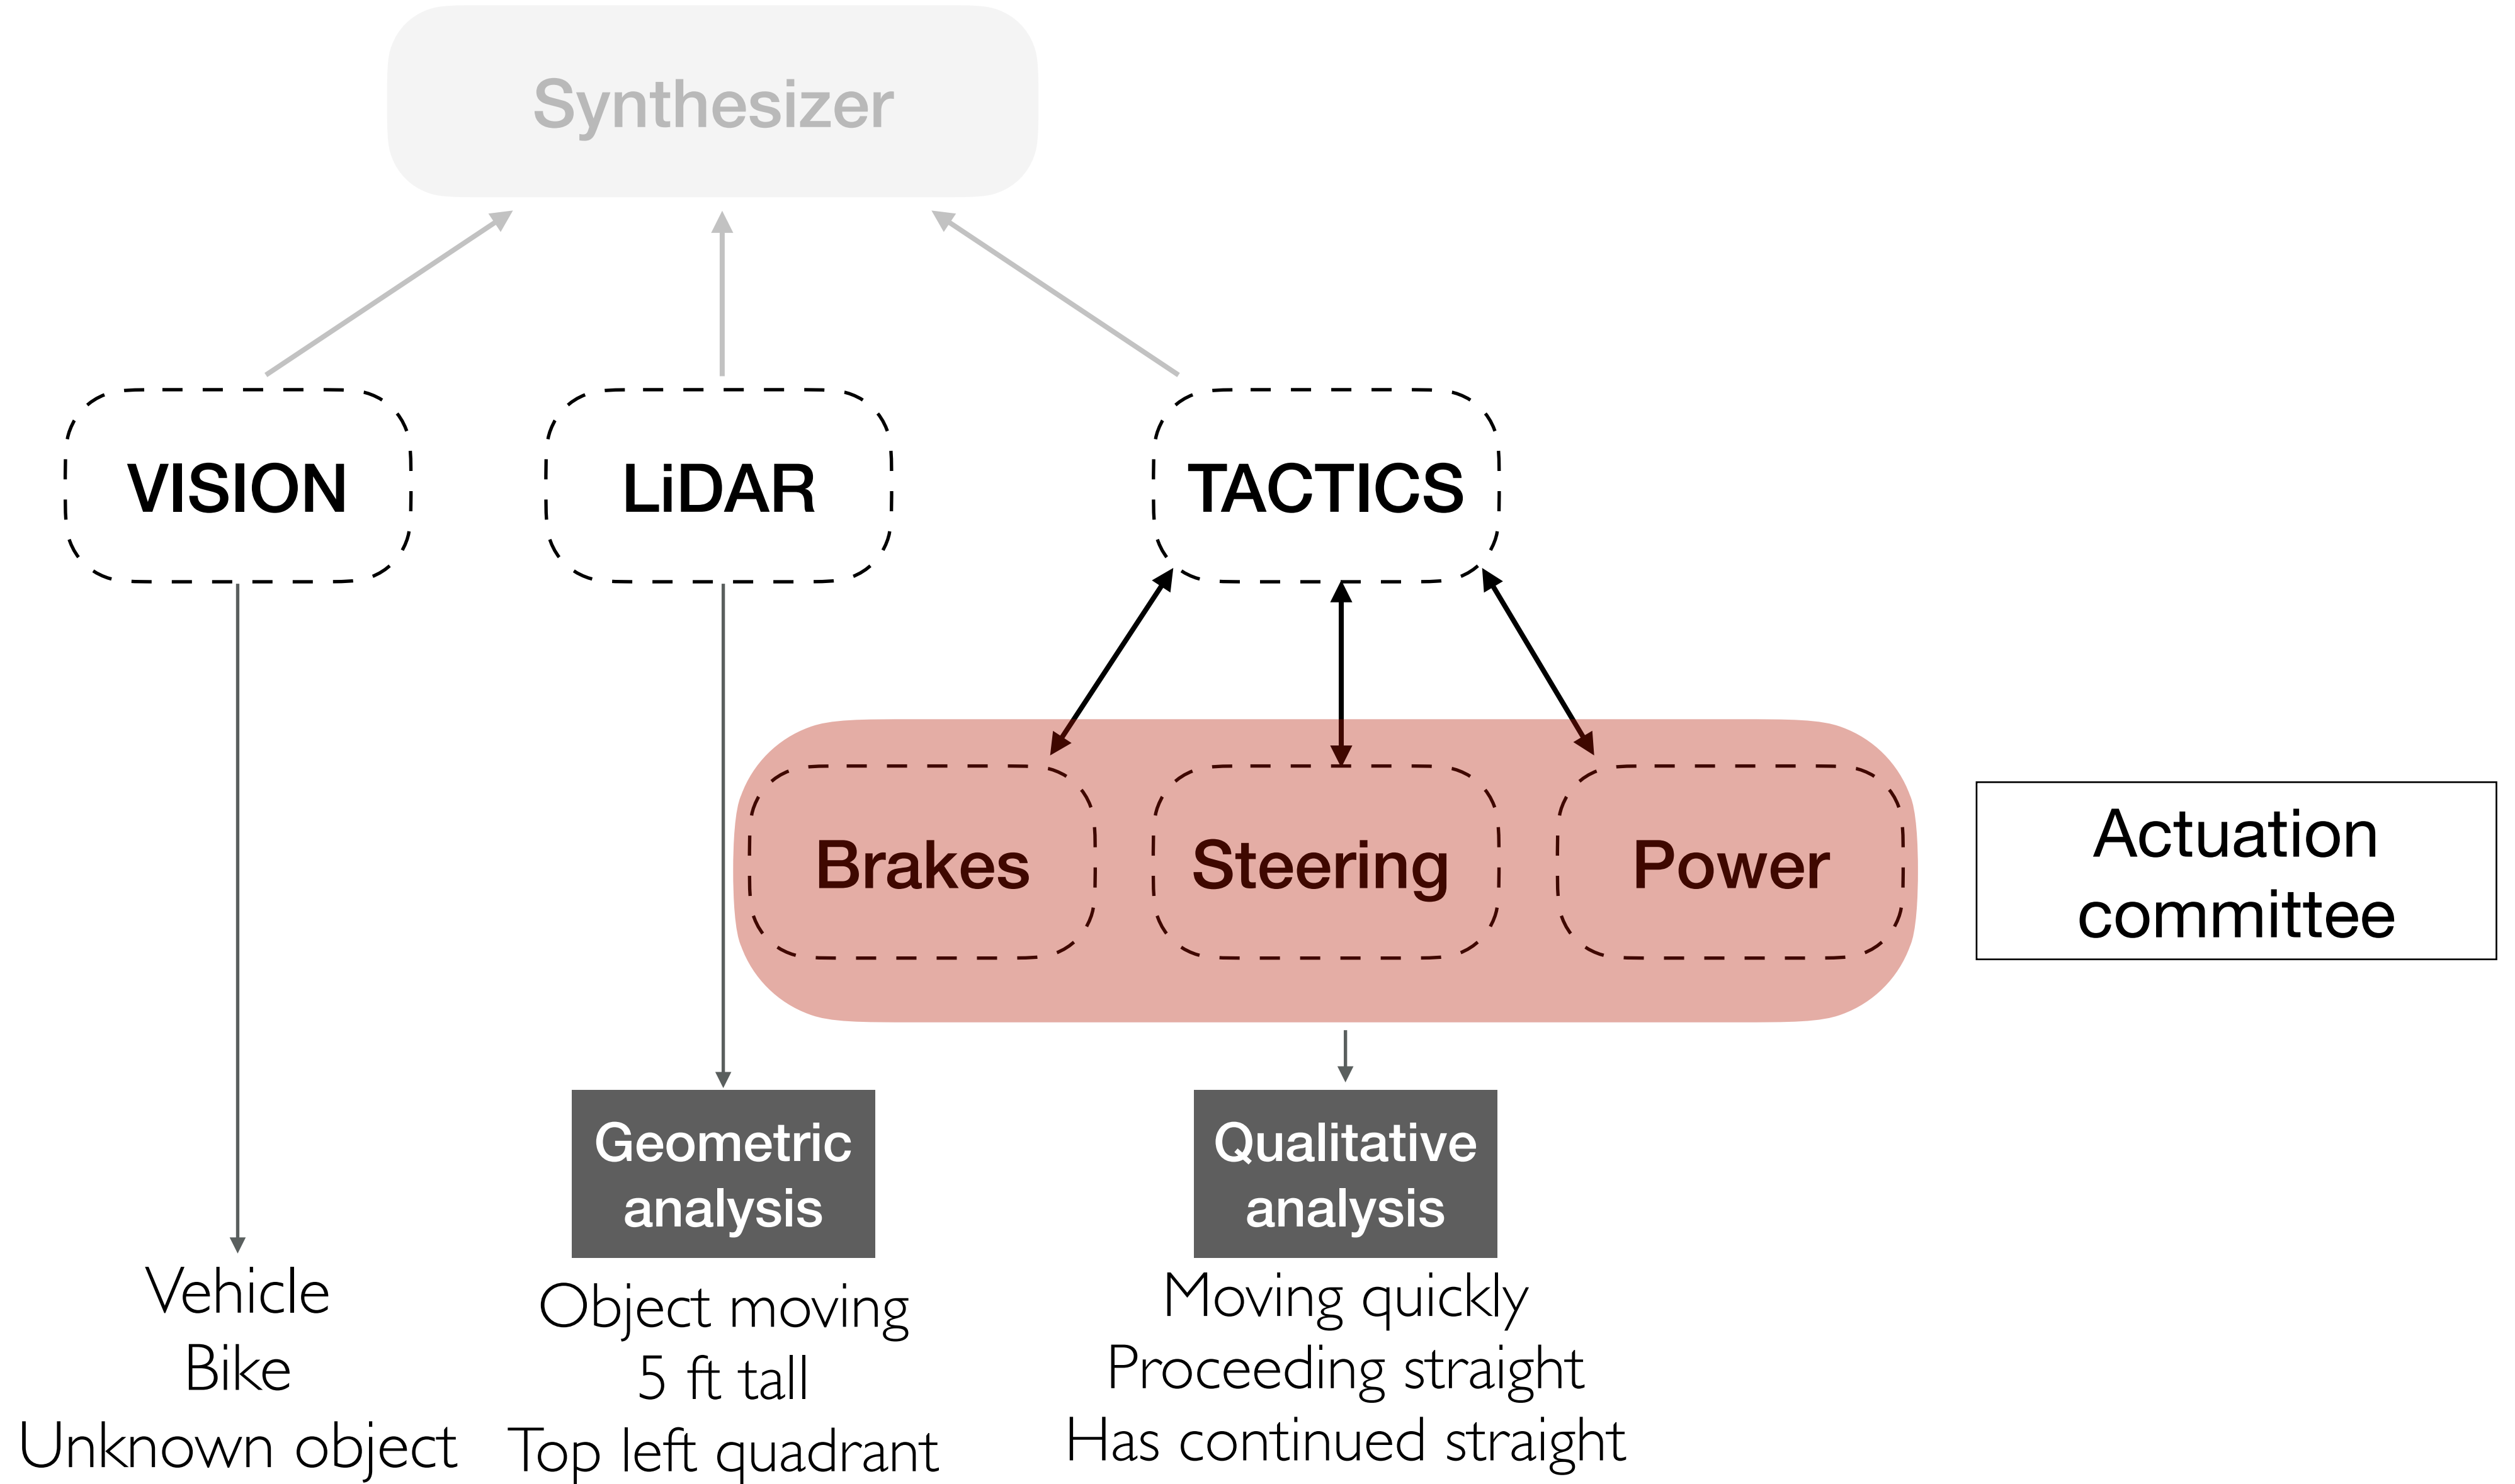 Synthesizer
VISION
LiDAR
TACTICS
Brakes
Steering
Power
Actuation
committee
Geometric
analysis
Qualitative
analysis
Vehicle
Bike
Unknown object
Object moving
5 ft tall
Top left quadrant
Moving quickly
Proceeding straight
Has continued straight